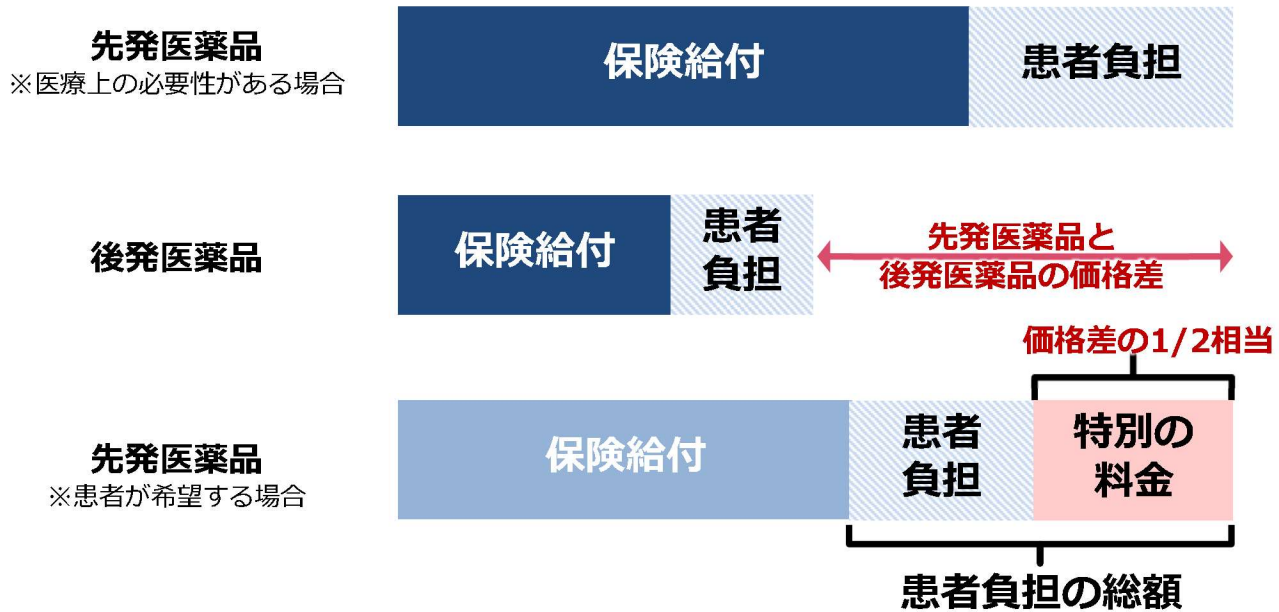 先発医薬品
※医療上の必要性がある場合
保険給付
患者負担
後発医薬品
保険給付
患者
負担
先発医薬品と
後発医薬品の価格差
価格差の1/2相当
先発医薬品
※患者が希望する場合
保険給付
患者
負担
特別の
料金
患者負担の総額